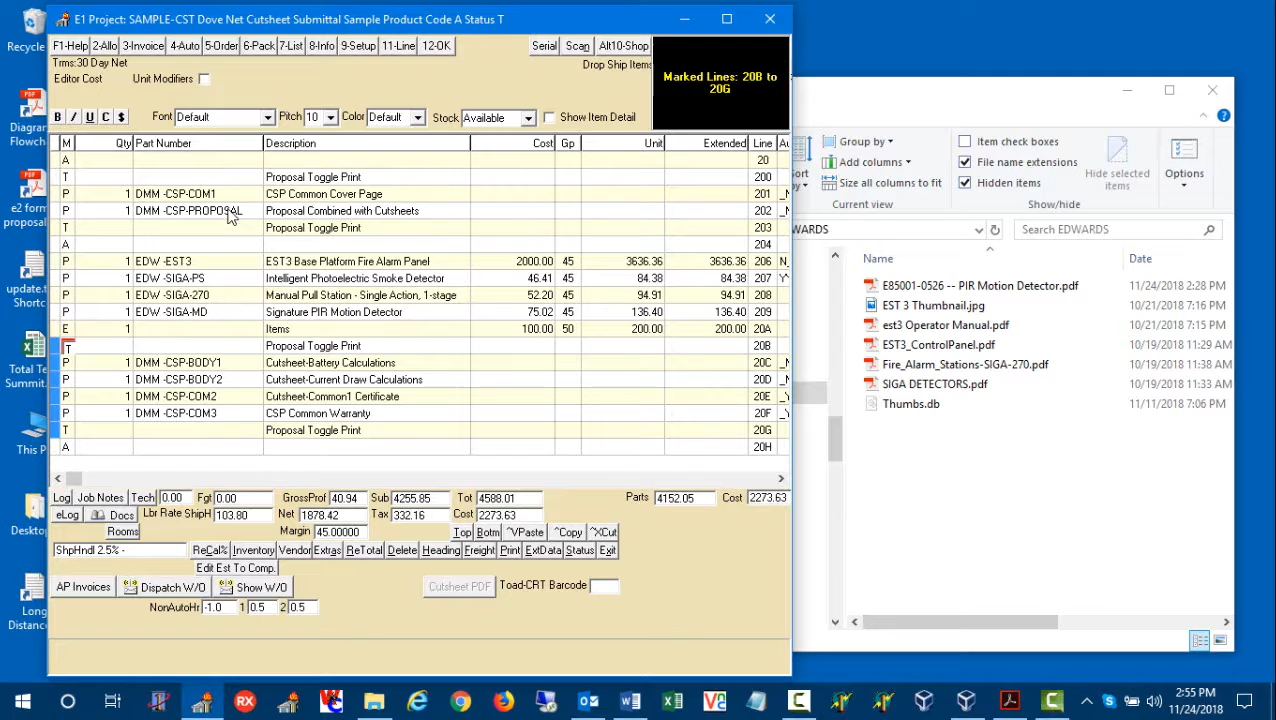 Recycle
Diagram
Flowch
e2 form
proposal
update.t
Shortc
Total Te
Summit.
This P
Deskto
Long
Distance
E1 Project: SAMPLE-CST Dove Net Cutsheet Submittal Sample Product Code A Status T
F1-Help 2-Allo 3-Invoice 4-Auto 5-Order 6-Pack 7-List 8-Info 9-Setup 11-Line 12-OK Serial Scan Alt10-Shop
Trms:30 Day Net Drop Ship Items
Editor Cost Unit Modifiers
Marked Lines: 20B to
20G
B I U C $ Font Default Pitch 10 Color Default Stock Available Show Item Detail
M Qty Part Number Description Cost Gp Unit Extended Line Au
A 20
T Proposal Toggle Print 200
P 1 DMM -CSP-COM1 CSP Common Cover Page 201
P 1 DMM -CSP-PROPOSAL Proposal Combined with Cutsheets 202
T Proposal Toggle Print 203
A 204
P 1 EDW -EST3 EST3 Base Platform Fire Alarm Panel 2000.00 45 3636.36 3636.36 206
P 1 EDW -SIGA-PS Intelligent Photoelectric Smoke Detector 46.41 45 84.38 84.38 207
P 1 EDW -SIGA-270 Manual Pull Station - Single Action, 1-stage 52.20 45 94.91 94.91 208
P 1 EDW -SIGA-MD Signature PIR Motion Detector 75.02 45 136.40 136.40 209
E 1 Items 100.00 50 200.00 200.00 20A
T Proposal Toggle Print 20B
P 1 DMM -CSP-BODY1 Cutsheet-Battery Calculations 20C
P 1 DMM -CSP-BODY2 Cutsheet-Current Draw Calculations 20D
P 1 DMM -CSP-COM2 Cutsheet-Common1 Certificate 20E
P 1 DMM -CSP-COM3 CSP Common Warranty 20F
T Proposal Toggle Print 20G
A 20H
Log Job Notes Tech 0.00 Fgt 0.00 GrossProf 40.94 Sub 4255.85 Tot 4588.01 Parts 4152.05 Cost 2273.63
eLog Docs Lbr Rate ShipH 103.80 Net 1878.42 Tax 332.16 Cost 2273.63
Rooms Margin 45.00000 Top Botm ^VPaste ^Copy ^XCut
ShpHndl 2.5% - ReCal% Inventory Vendor Extras ReTotal Delete Heading Freight Print ExtData Status Exit
Edit Est To Comp.
AP Invoices Dispatch W/O Show W/O Cutsheet PDF Toad-CRT Barcode
NonAutoHr -1.0 1 0.5 2 0.5
Sort
by
Group by
Add columns
Size all columns to fit
Current view
Item check boxes
File name extensions
Hidden items
Hide selected
items
Show/hide
Options
WARDS Search EDWARDS
Name Date
E85001-0526 -- PIR Motion Detector.pdf 11/24/2018 2:28 PM
EST 3 Thumbnail.jpg 10/21/2018 7:16 PM
est3 Operator Manual.pdf 10/21/2018 7:15 PM
EST3_ControlPanel.pdf 10/19/2018 11:29 AM
Fire_Alarm_Stations-SIGA-270.pdf 10/19/2018 11:38 AM
SIGA DETECTORS.pdf 10/19/2018 11:33 AM
Thumbs.db 11/11/2018 7:06 PM
2:55 PM
11/24/2018